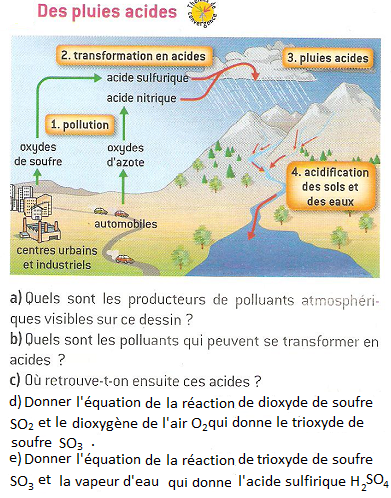 Des pluies acides
Thème de
convergence
2. transformation en acides
3. pluies acides
acide sulfurique
acide nitrique
1. pollution
oxydes
de soufre
oxydes
d'azote
4. acidification
des sols et
des eaux
automobiles
centres urbains
et industriels
a) Quels sont les producteurs de polluants atmosphéri-
ques visibles sur ce dessin ?
b) Quels sont les polluants qui peuvent se transformer en
acides ?
c) Où retrouve-t-on ensuite ces acides ?
d) Donner l'équation de la réaction de dioxyde de soufre
SO₂ et le dioxygène de l'air O₂qui donne le trioxyde de
soufre SO₃ .
e) Donner l'équation de la réaction de trioxyde de soufre
SO₃ et la vapeur d'eau qui donne l'acide sulfirique H₂SO₄